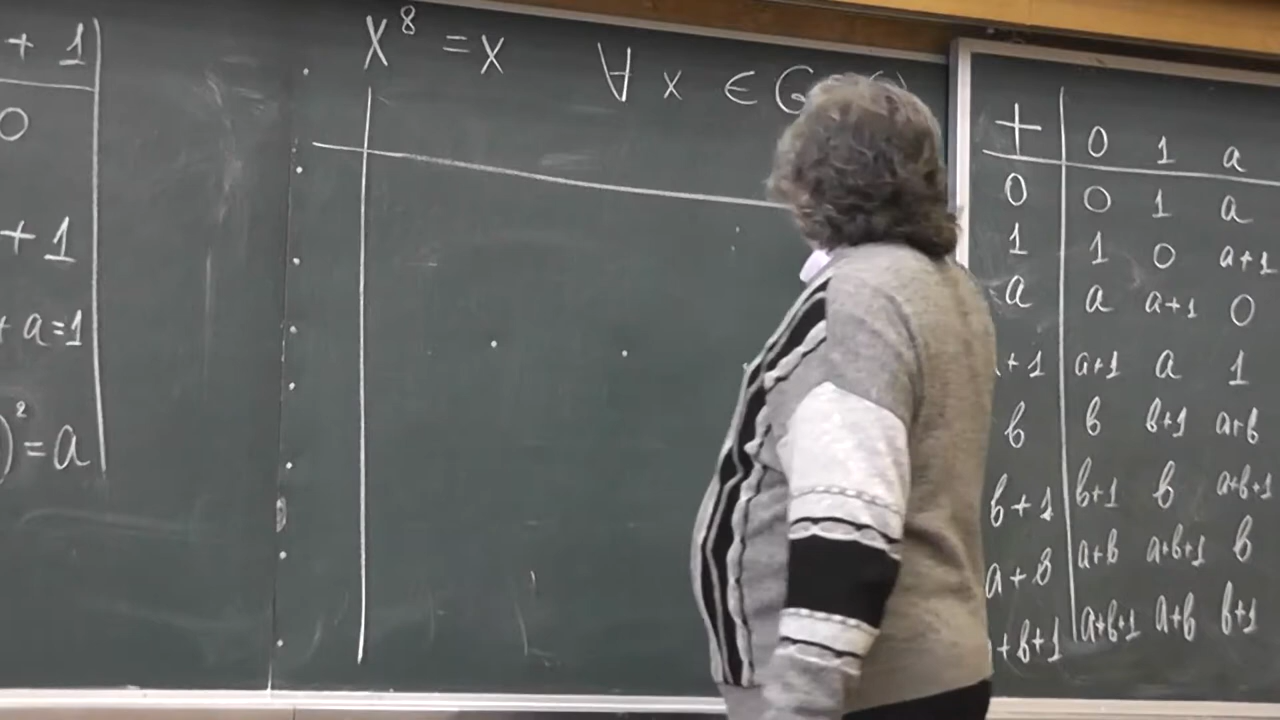 + 1
0
+ 1
+ a=1
)²=a
x⁸ = x ∀ x ∈ G
+ 0 1 a
0 0 1 a
1 1 0 a+1
a a a+1 0
+1 a+1 a 1
в в в+1 a+в
в+1 в+1 в a+в+1
a+в a+в a+в+1 в
+в+1 a+в+1 a+в в+1